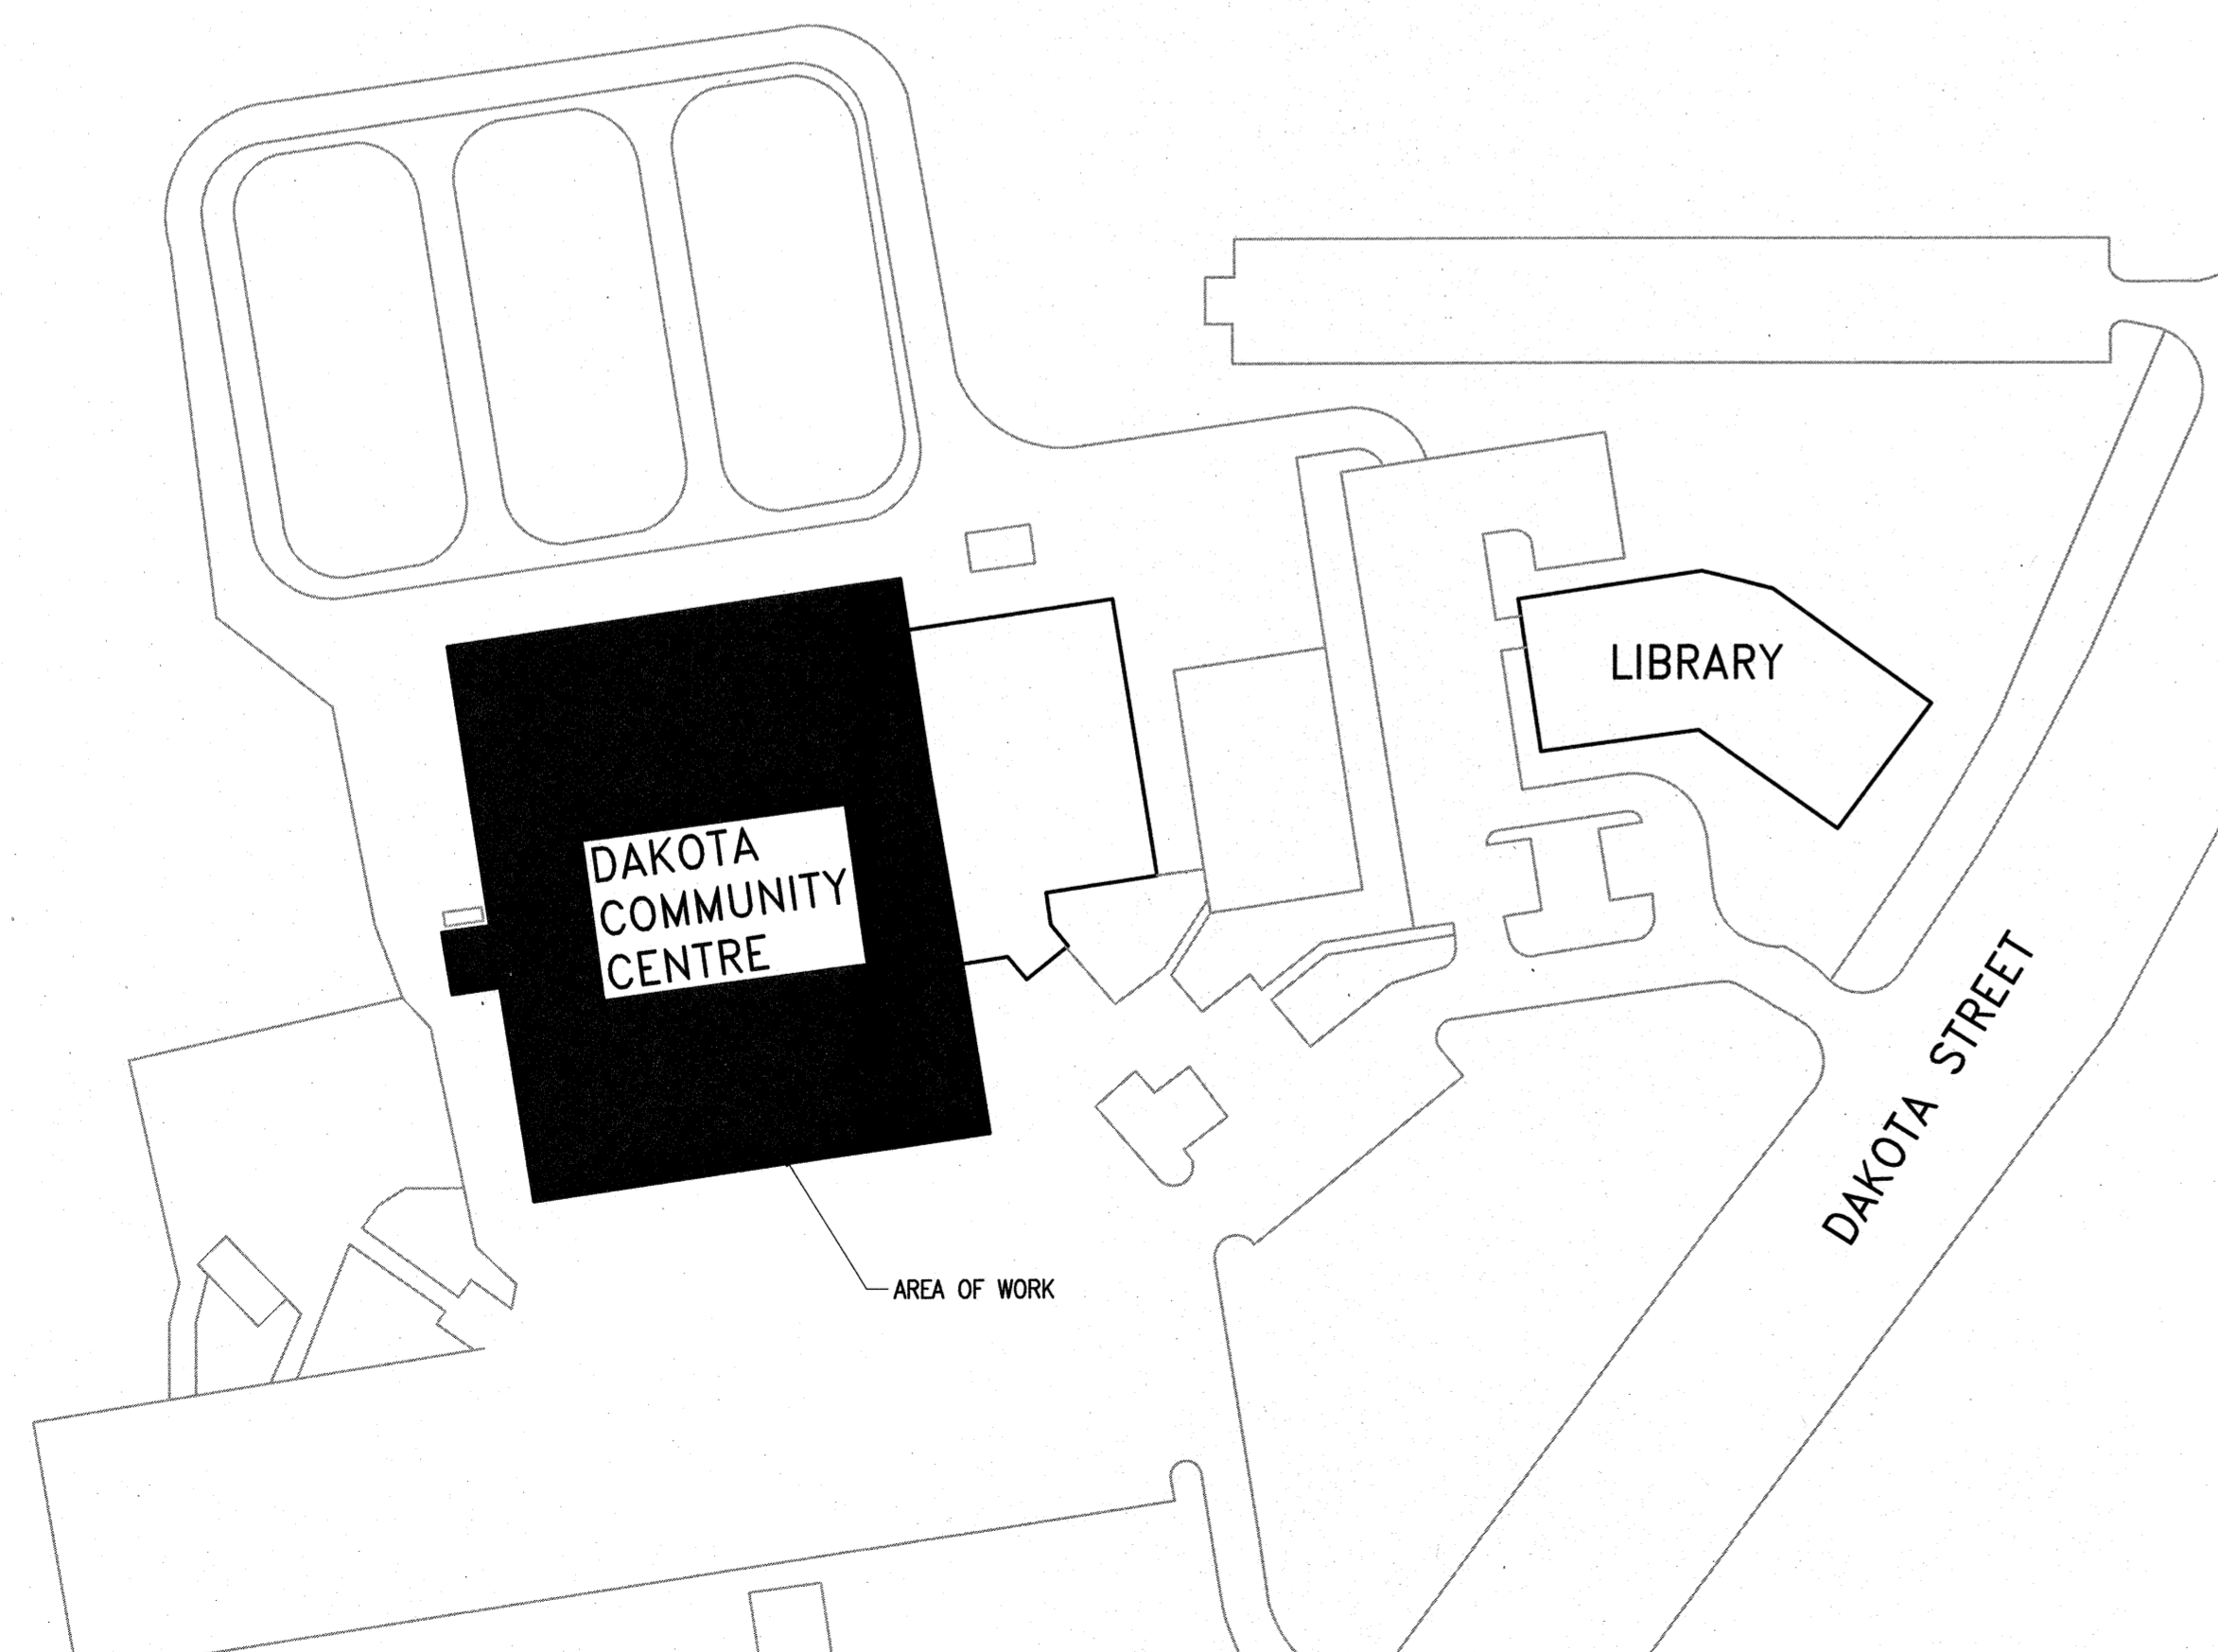 LIBRARY
DAKOTA
COMMUNITY
CENTRE
DAKOTA STREET
AREA OF WORK